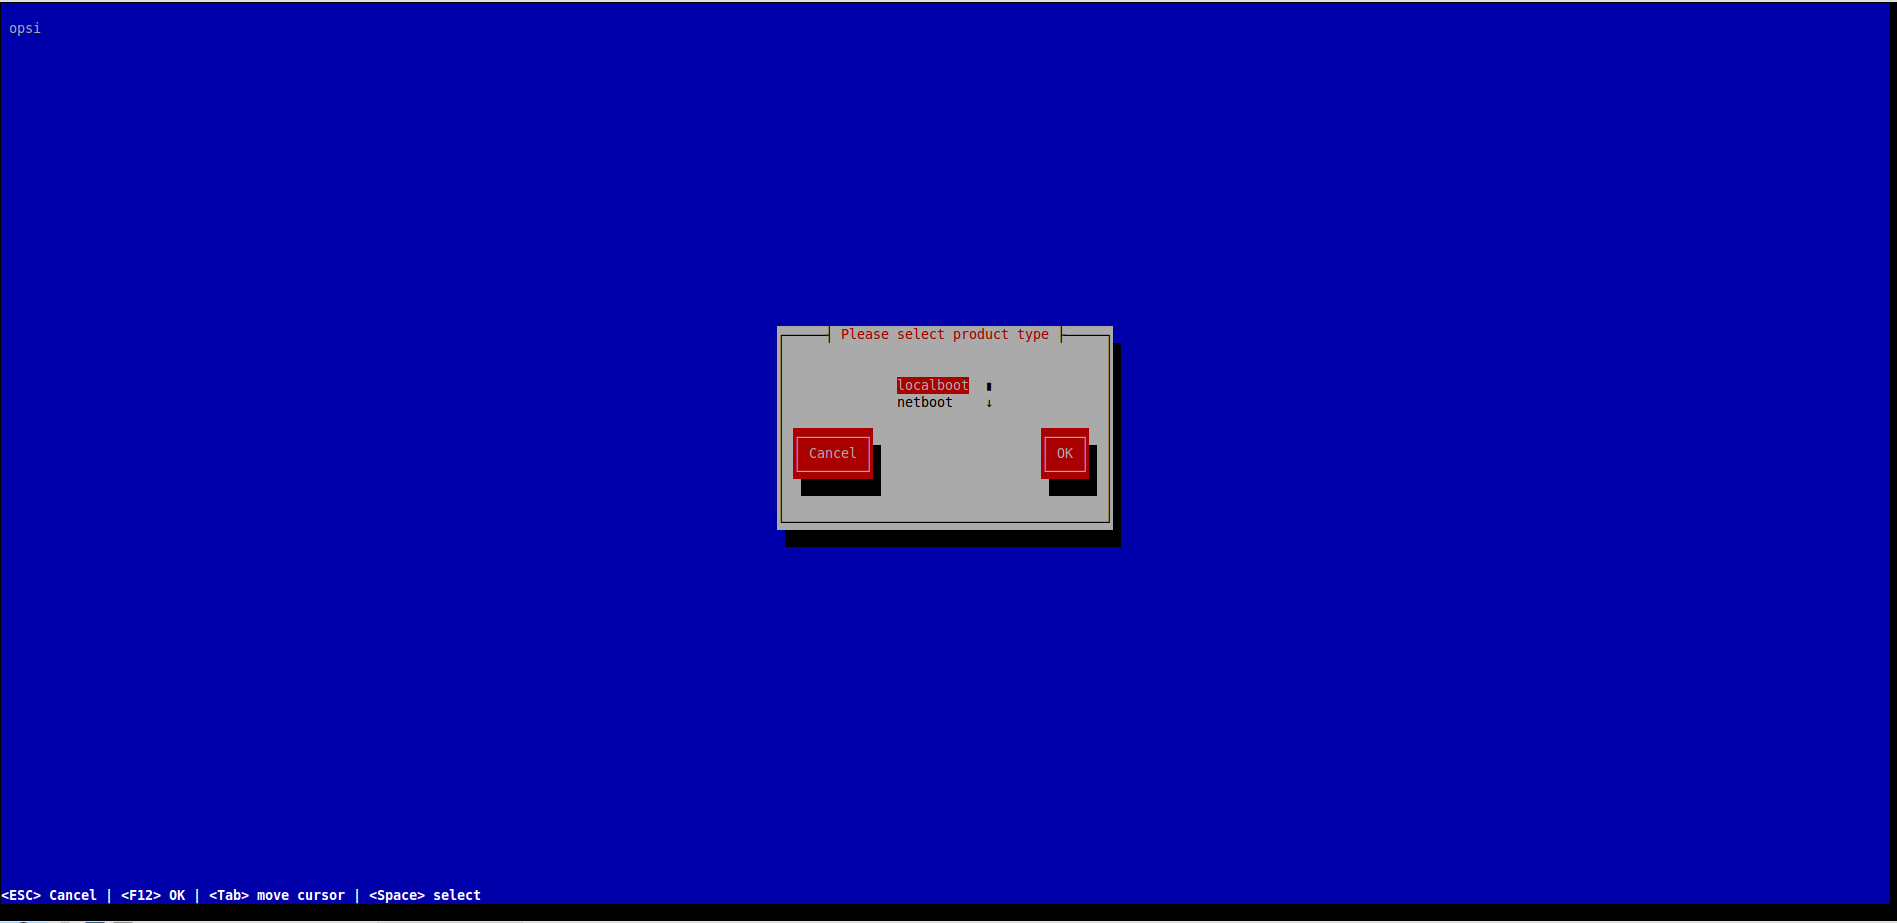 opsi
Please select product type
localboot
netboot ↓
Cancel OK
<ESC> Cancel | <F12> OK | <Tab> move cursor | <Space> select